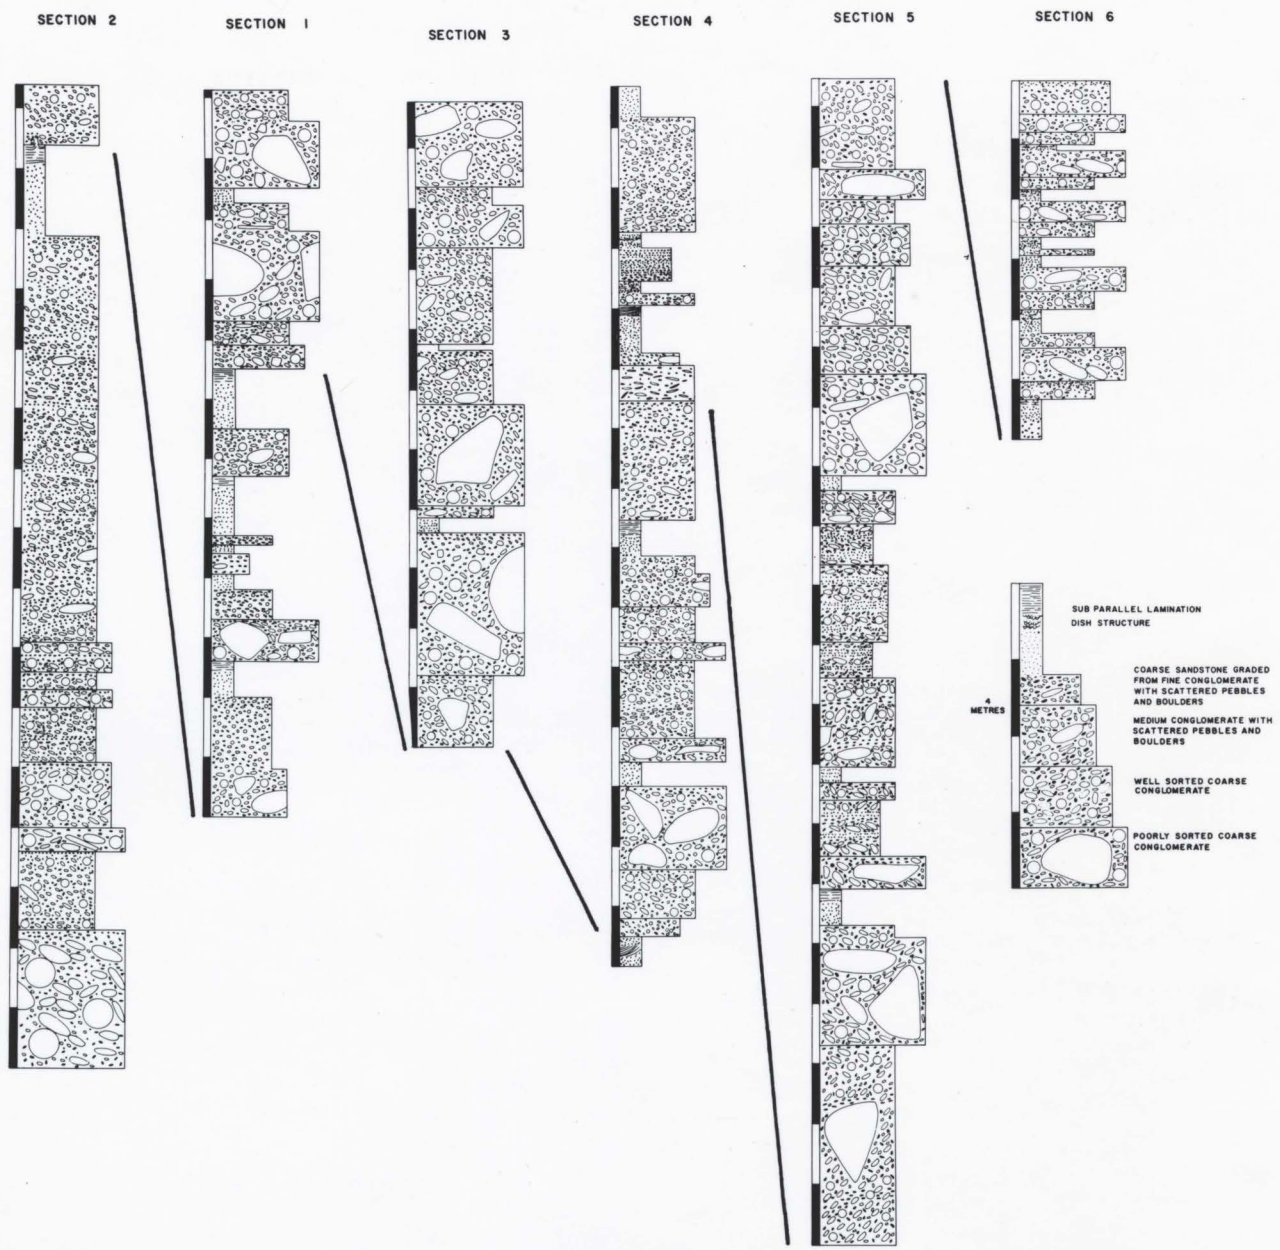 SECTION 2
SECTION 1
SECTION 3
SECTION 4
SECTION 5
SECTION 6
SUB PARALLEL LAMINATION
DISH STRUCTURE
COARSE SANDSTONE GRADED
FROM FINE CONGLOMERATE
WITH SCATTERED PEBBLES
AND BOULDERS
4
METRES
MEDIUM CONGLOMERATE WITH
SCATTERED PEBBLES AND
BOULDERS
WELL SORTED COARSE
CONGLOMERATE
POORLY SORTED COARSE
CONGLOMERATE